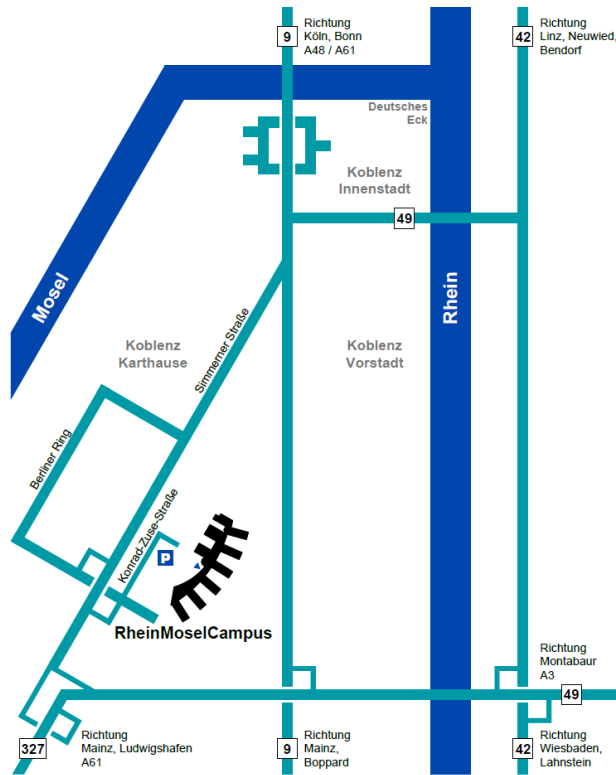 9
Richtung
Köln, Bonn
A48 / A61
42
Richtung
Linz, Neuwied,
Bendorf
Deutsches
Eck
Koblenz
Innenstadt
49
Mosel
Rhein
Simmerner Straße
Koblenz
Karthause
Koblenz
Vorstadt
Berliner Ring
Konrad-Zuse-Straße
P
RheinMoselCampus
Richtung
Montabaur
A3
49
327
Richtung
Mainz, Ludwigshafen
A61
9
Richtung
Mainz,
Boppard
42
Richtung
Wiesbaden,
Lahnstein